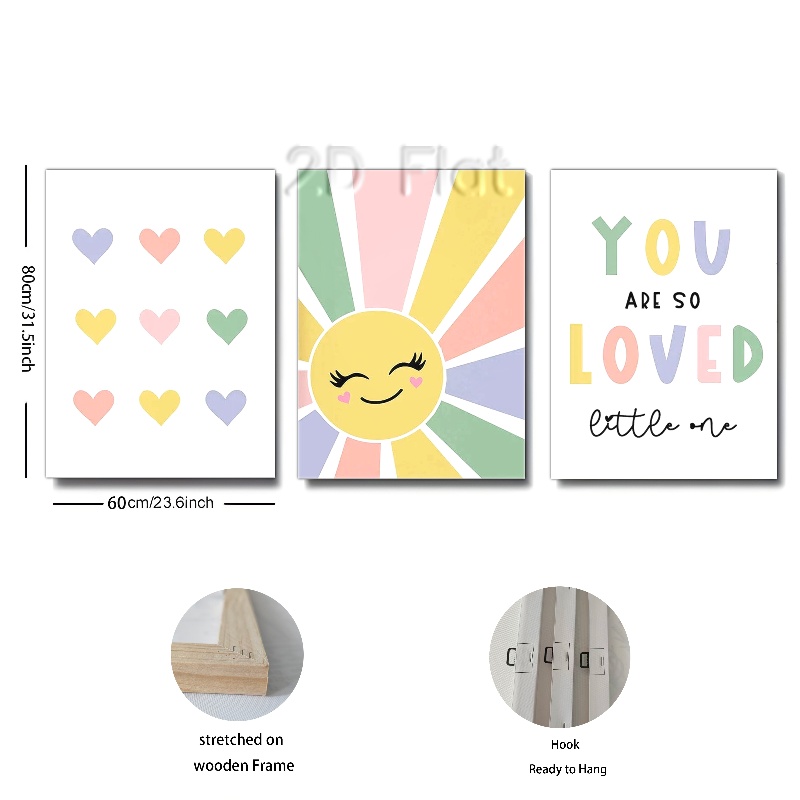 2D Flat
YOU
ARE SO
LOVED
little one
80cm/31.5inch
60cm/23.6inch
stretched on
wooden Frame
Hook
Ready to Hang